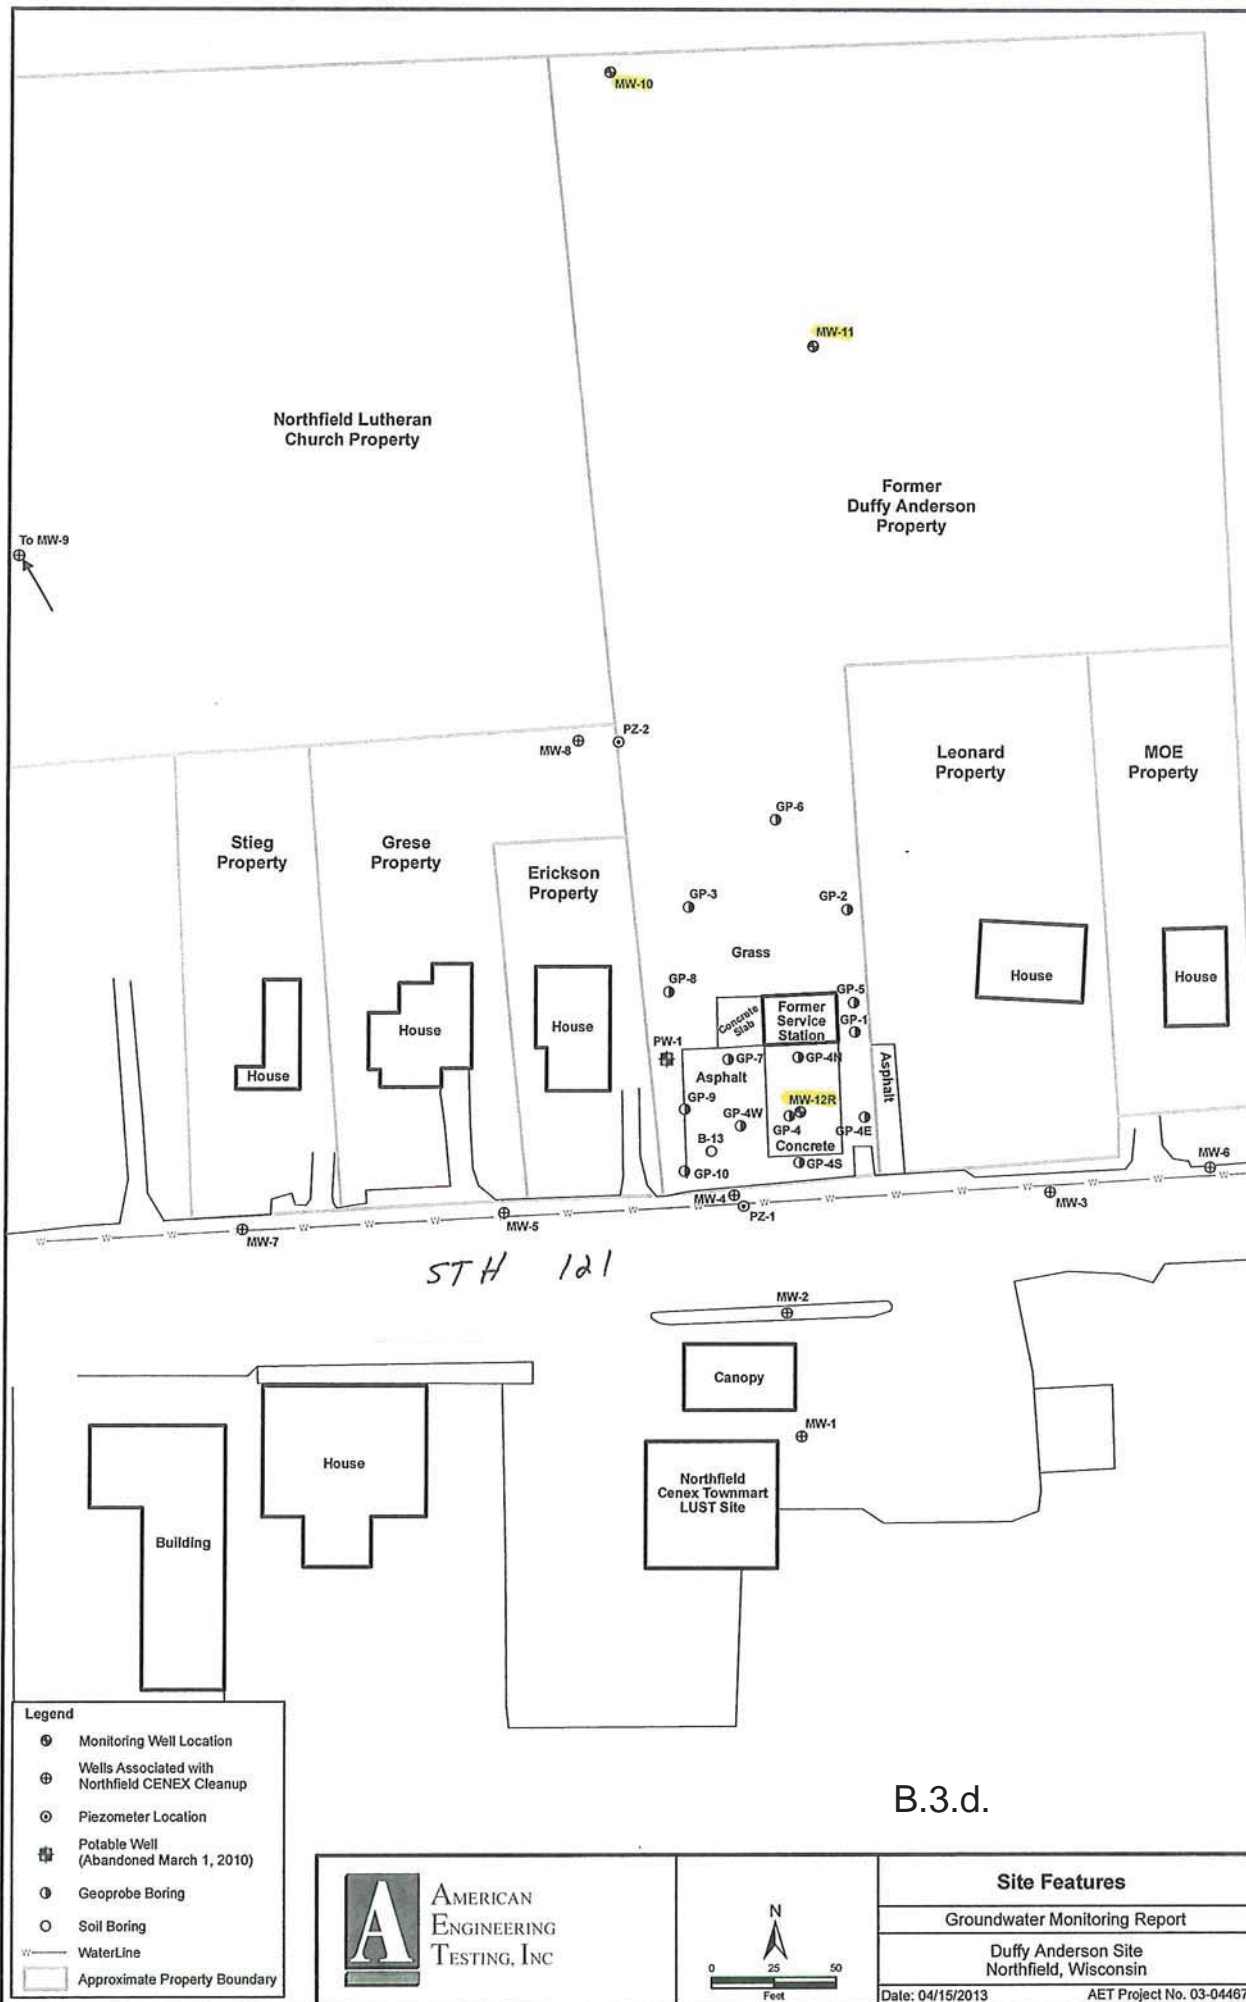 MW-10
MW-11
Northfield Lutheran
Church Property
Former
Duffy Anderson
Property
To MW-9
PZ-2
MW-8
Leonard
Property
MOE
Property
GP-6
Stieg
Property
Grese
Property
Erickson
Property
GP-3
GP-2
Grass
House
House
GP-8
GP-5
Concrete
Slab
Former
Service
Station
GP-1
House
House
House
PW-1
GP-7
GP-4N
Asphalt
Asphalt
GP-9
MW-12R
GP-4W
GP-4
GP-4E
B-13
Concrete
GP-10
GP-4S
MW-6
MW-4
MW-3
PZ-1
MW-5
MW-7
W W W W W W W W W W W W W W W W W W
STH 121
MW-2
Canopy
MW-1
House
Northfield
Cenex Townmart
LUST Site
Building
Legend
Monitoring Well Location
Wells Associated with
Northfield CENEX Cleanup
Piezometer Location
Potable Well
(Abandoned March 1, 2010)
Geoprobe Boring
Soil Boring
W WaterLine
Approximate Property Boundary
B.3.d.
A
AMERICAN
ENGINEERING
TESTING, INC
N
0 25 50
Feet
Site Features
Groundwater Monitoring Report
Duffy Anderson Site
Northfield, Wisconsin
Date: 04/15/2013 AET Project No. 03-04467